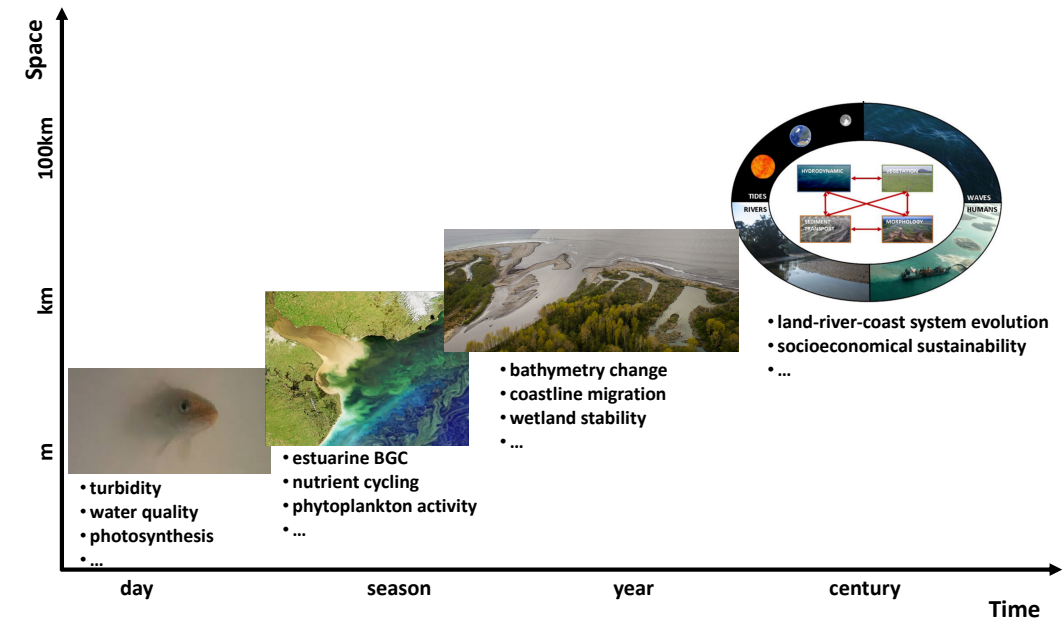 Space
100km
km
m
HYDRODYNAMIC
VEGETATION
TIDES
WAVES
RIVERS
HUMANS
SEDIMENT
TRANSPORT
MORPHOLOGY
• land-river-coast system evolution
• socioeconomical sustainability
• ...
• bathymetry change
• coastline migration
• wetland stability
• ...
• estuarine BGC
• nutrient cycling
• phytoplankton activity
• ...
• turbidity
• water quality
• photosynthesis
• ...
day
season
year
century
Time